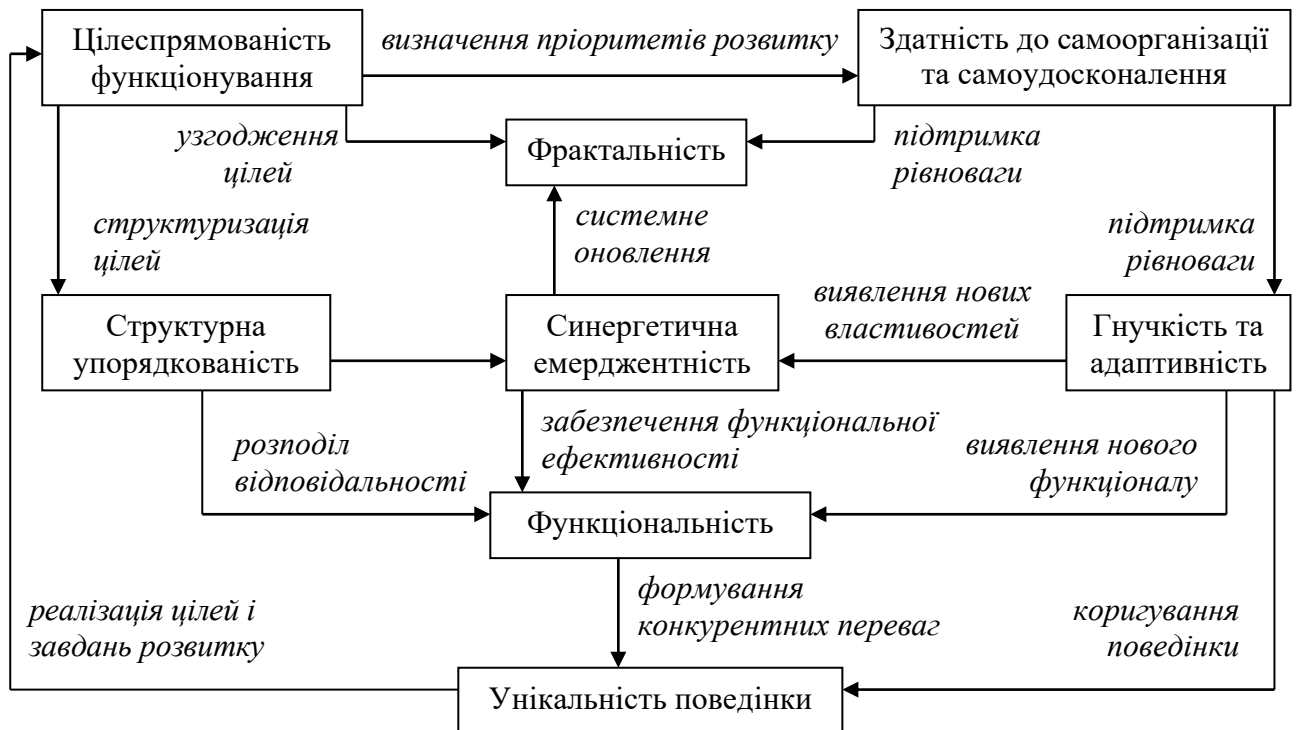 Цілеспрямованість
функціонування
визначення пріоритетів розвитку
Здатність до самоорганізації
та самоудосконалення
узгодження
цілей
Фрактальність
підтримка
рівноваги
структуризація
цілей
системне
оновлення
підтримка
рівноваги
Структурна
упорядкованість
Синергетична
емерджентність
виявлення нових
властивостей
Гнучкість та
адаптивність
розподіл
відповідальності
забезпечення функціональної
ефективності
виявлення нового
функціоналу
Функціональність
реалізація цілей і
завдань розвитку
формування
конкурентних переваг
коригування
поведінки
Унікальність поведінки